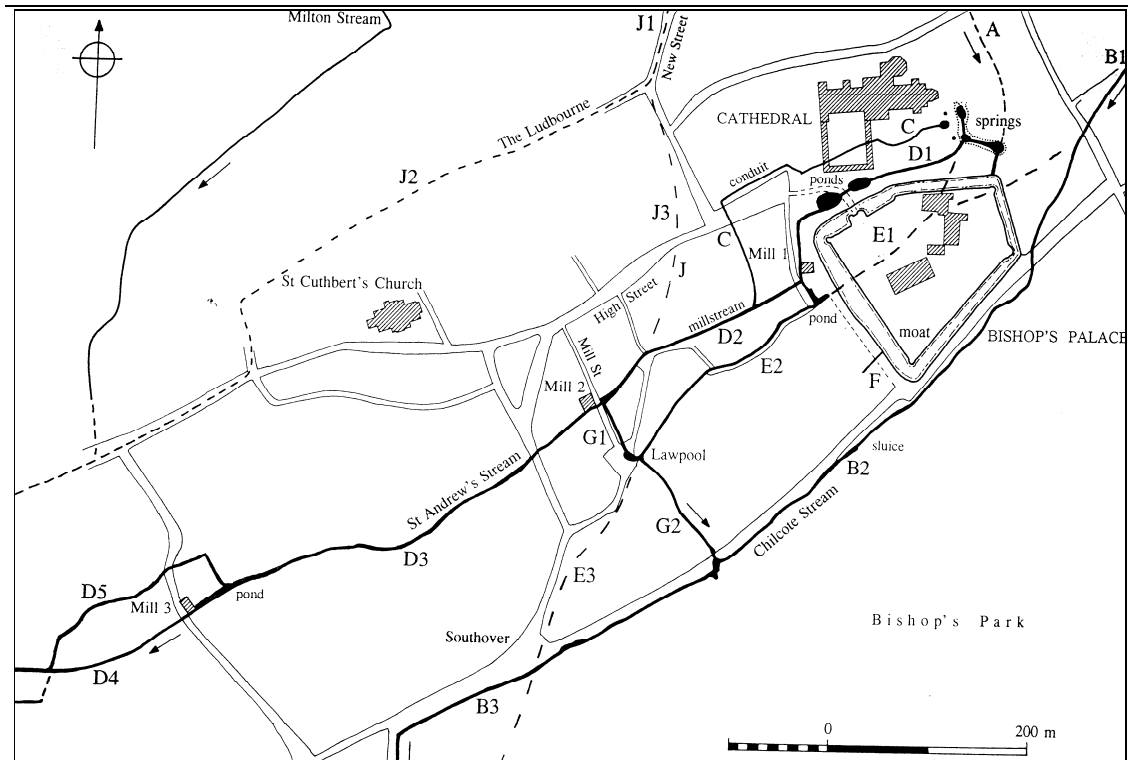 Milton Stream
J1
New Street
A
B1
The Ludbourne
CATHEDRAL
C
springs
D1
J2
conduit
ponds
J3
C
Mill 1
E1
J
St Cuthbert's Church
High Street
millstream
pond
D2
moat
BISHOP'S PALACE
Mill St
E2
F
Mill 2
G1
Lawpool
sluice
B2
St Andrew's Stream
Chilcote Stream
G2
D3
E3
D5
pond
Mill 3
Bishop's Park
Southover
D4
B3
0
200 m